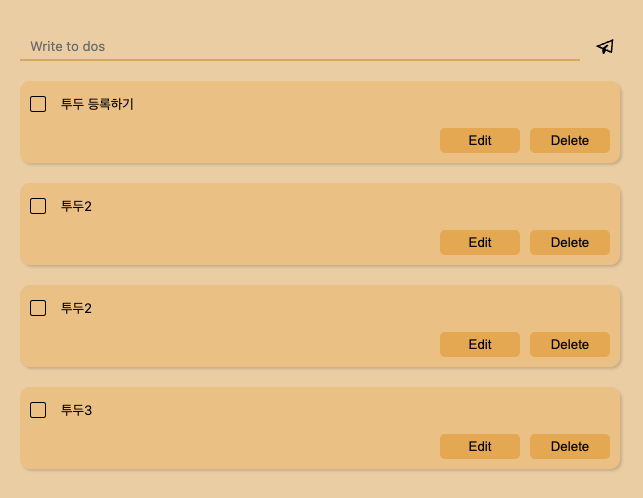 Write to dos
투두 등록하기
Edit Delete
투두2
Edit Delete
투두2
Edit Delete
투두3
Edit Delete